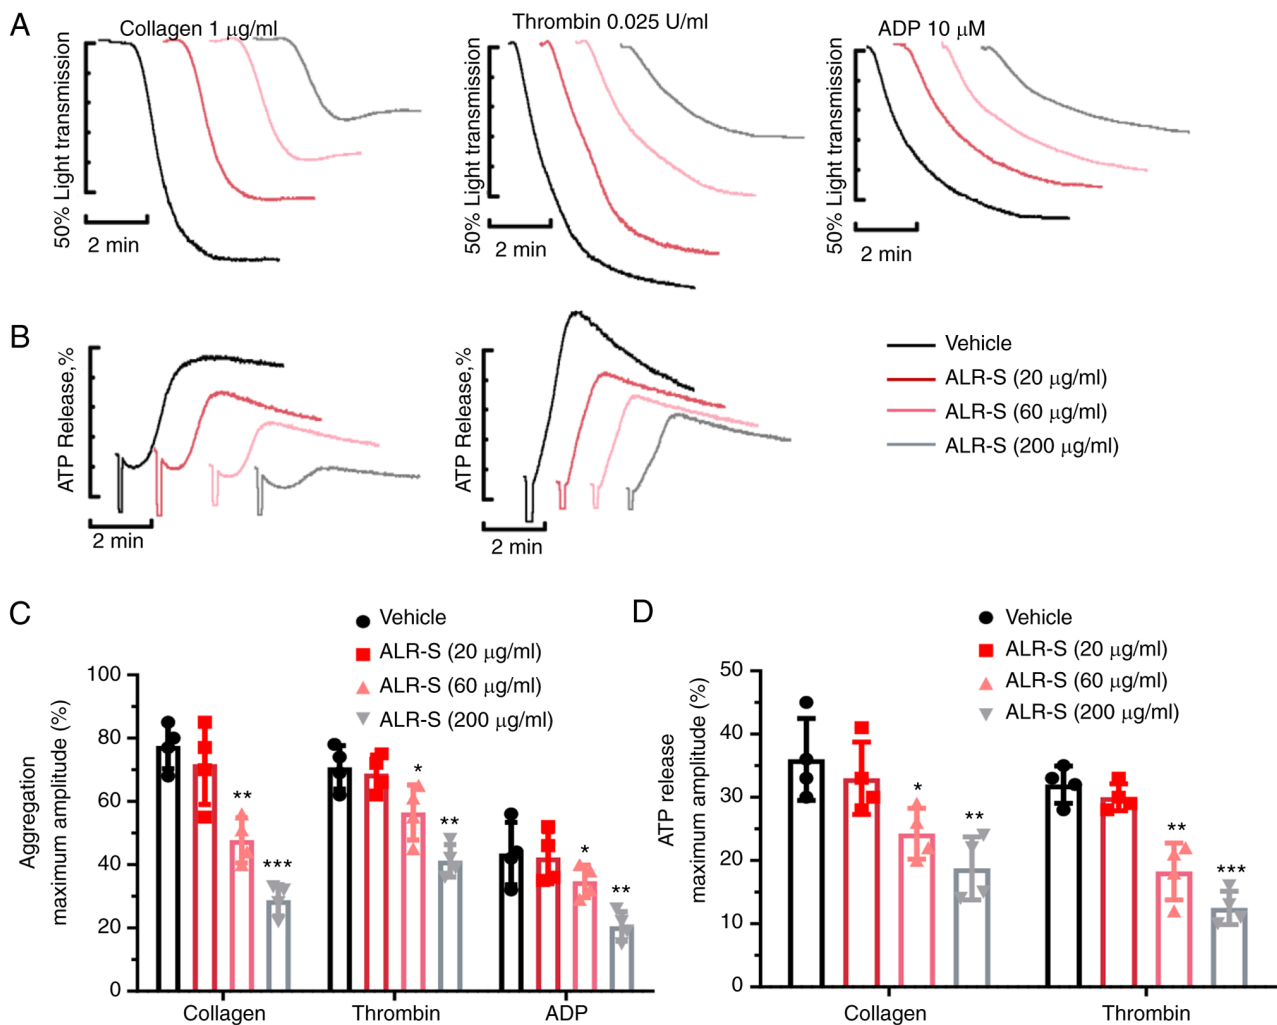 A
Collagen 1 μg/ml
Thrombin 0.025 U/ml
ADP 10 μM
50% Light transmission
2 min
50% Light transmission
2 min
50% Light transmission
2 min
B
ATP Release,%
2 min
ATP Release,%
2 min
Vehicle
ALR-S (20 μg/ml)
ALR-S (60 μg/ml)
ALR-S (200 μg/ml)
C
Vehicle
ALR-S (20 μg/ml)
ALR-S (60 μg/ml)
ALR-S (200 μg/ml)
Aggregation
maximum amplitude (%)
100
80
60
40
20
0
**
***
*
**
*
**
Collagen
Thrombin
ADP
D
Vehicle
ALR-S (20 μg/ml)
ALR-S (60 μg/ml)
ALR-S (200 μg/ml)
ATP release
maximum amplitude (%)
50
40
30
20
10
0
*
**
**
***
Collagen
Thrombin